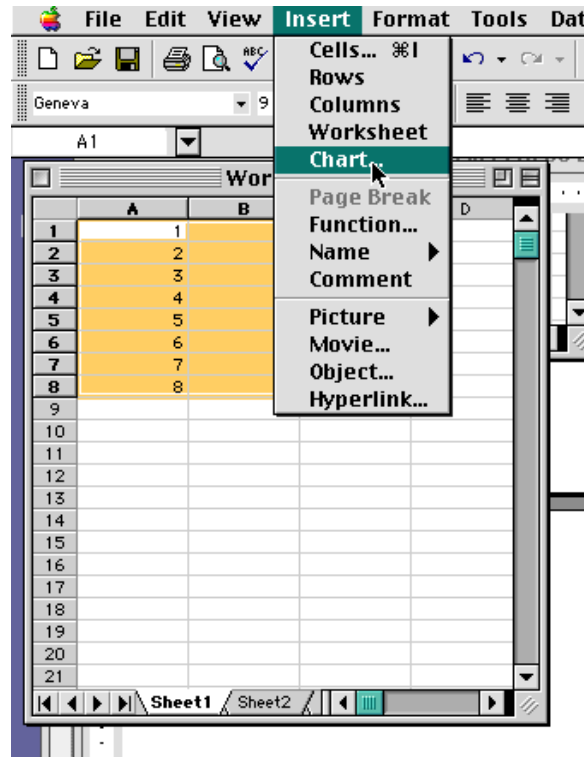 File Edit View Insert Format Tools Dat
ABC
Geneva 9
A1
Cells... ⌘I
Rows
Columns
Worksheet
Chart...
Page Break
Function...
Name
Comment
Picture
Movie...
Object...
Hyperlink...
Wor
A B D
1 1
2 2
3 3
4 4
5 5
6 6
7 7
8 8
9
10
11
12
13
14
15
16
17
18
19
20
21
Sheet1 Sheet2